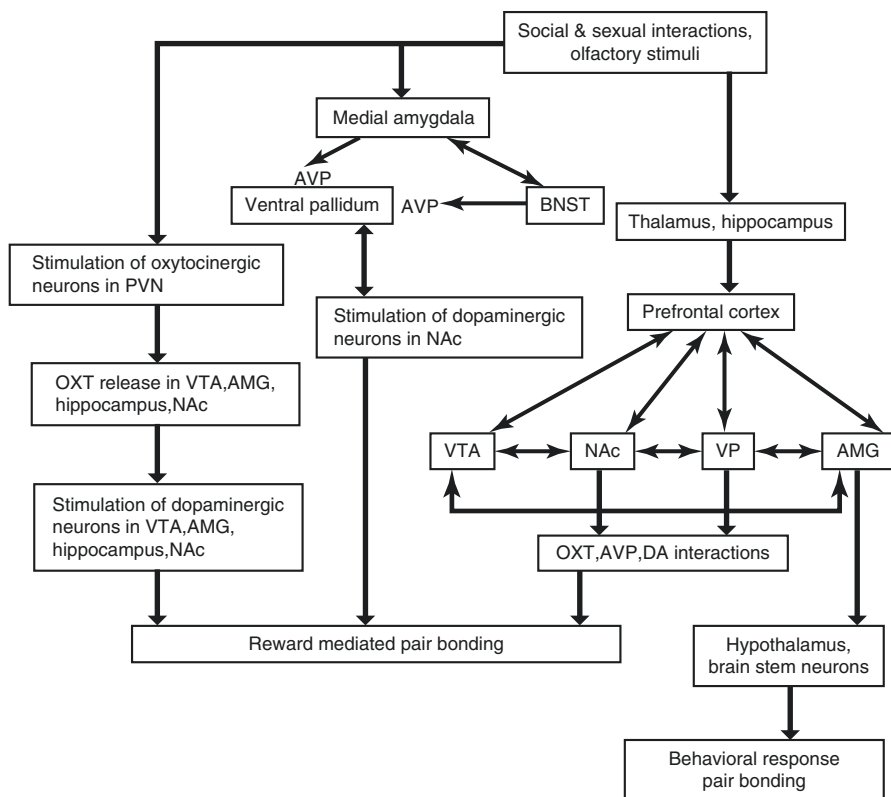 Social & sexual interactions,
olfactory stimuli
Medial amygdala
AVP
Ventral pallidum
AVP
BNST
Thalamus, hippocampus
Stimulation of oxytocinergic
neurons in PVN
Stimulation of dopaminergic
neurons in NAc
Prefrontal cortex
OXT release in VTA,AMG,
hippocampus,NAc
VTA
NAc
VP
AMG
Stimulation of dopaminergic
neurons in VTA,AMG,
hippocampus,NAc
OXT,AVP,DA interactions
Reward mediated pair bonding
Hypothalamus,
brain stem neurons
Behavioral response
pair bonding